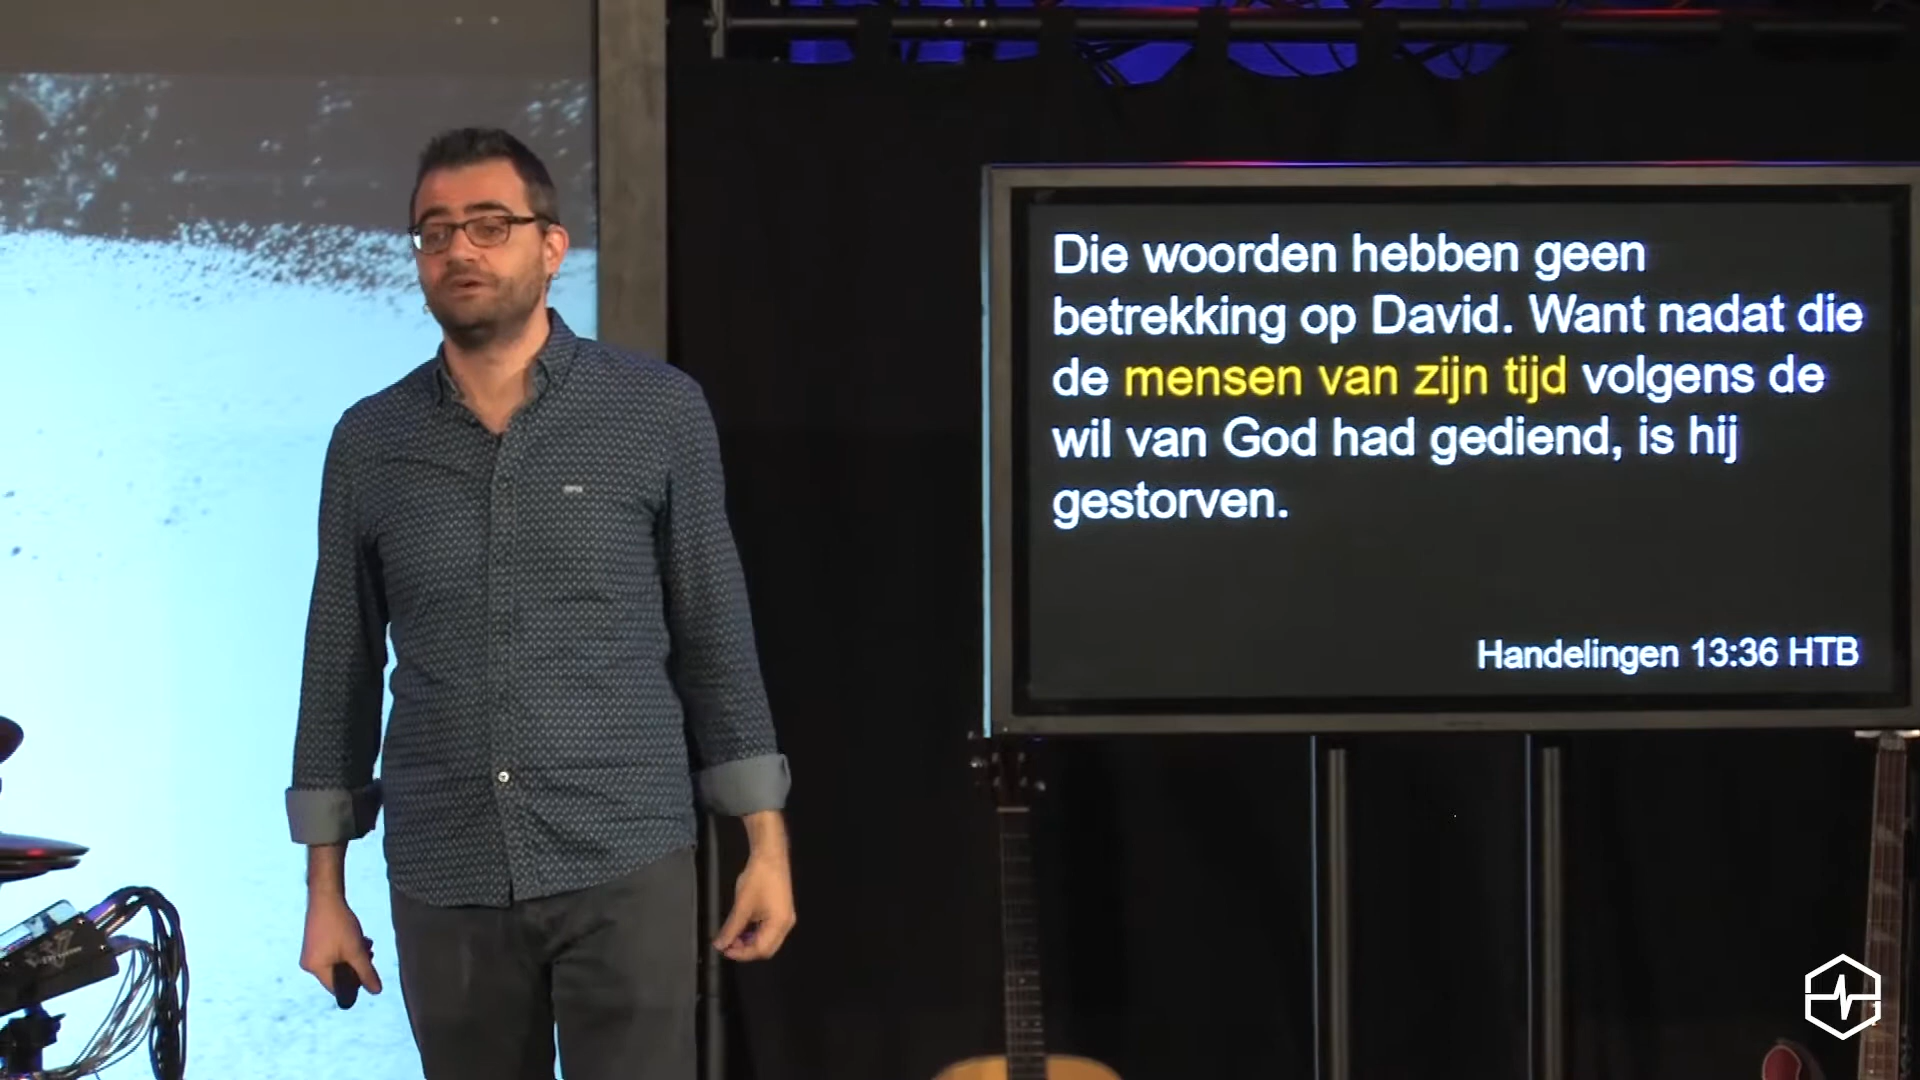 Die woorden hebben geen
betrekking op David. Want nadat die
de mensen van zijn tijd volgens de
wil van God had gediend, is hij
gestorven.
Handelingen 13:36 HTB